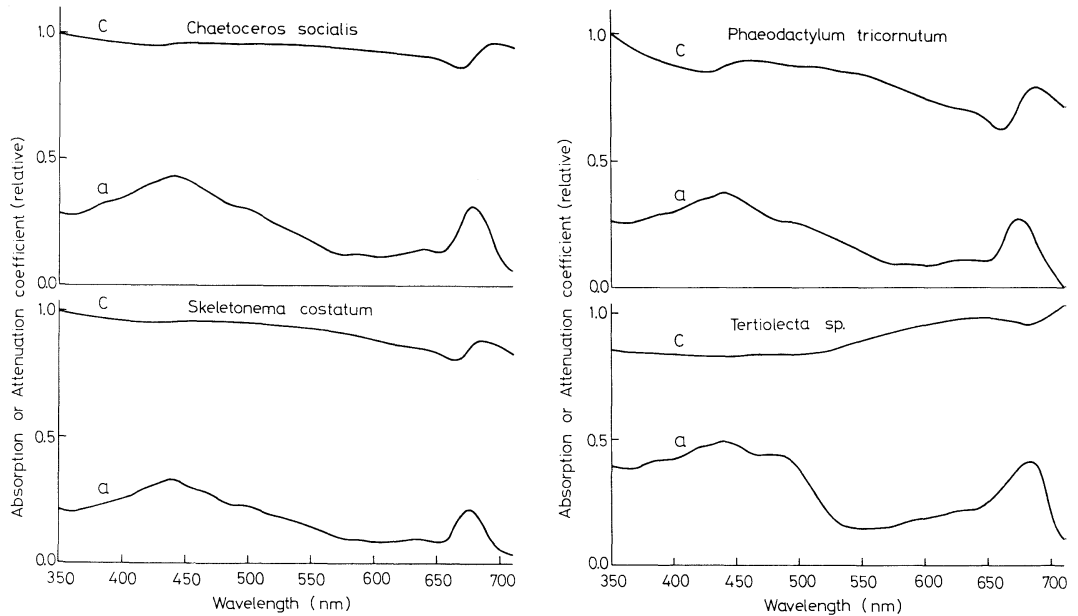 Chaetoceros socialis
C
1.0
0.5
a
0.0
Skeletonema costatum
C
1.0
0.5
a
0.0
350 400 450 500 550 600 650 700
Wavelength (nm)
Absorption or Attenuation coefficient (relative)
Phaeodactylum tricornutum
C
1.0
0.5
a
0.0
Tertiolecta sp.
C
1.0
0.5
a
0.0
350 400 450 500 550 600 650 700
Wavelength (nm)
Absorption or Attenuation coefficient (relative)